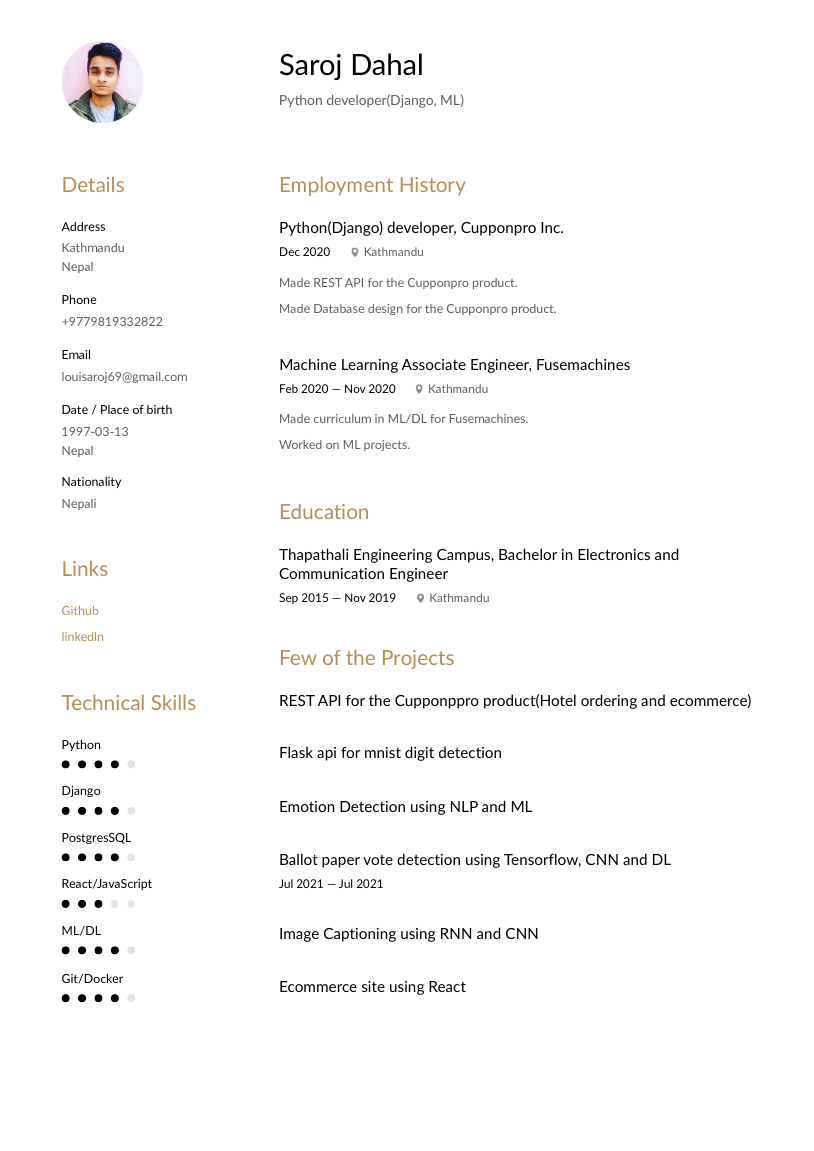 Saroj Dahal
Python developer(Django, ML)
Details
Address
Kathmandu
Nepal
Phone
+9779819332822
Email
louisaroj69@gmail.com
Date / Place of birth
1997-03-13
Nepal
Nationality
Nepali
Links
Github
linkedln
Technical Skills
Python
Django
PostgresSQL
React/JavaScript
ML/DL
Git/Docker
Employment History
Python(Django) developer, Cupponpro Inc.
Dec 2020 Kathmandu
Made REST API for the Cupponpro product.
Made Database design for the Cupponpro product.
Machine Learning Associate Engineer, Fusemachines
Feb 2020 — Nov 2020 Kathmandu
Made curriculum in ML/DL for Fusemachines.
Worked on ML projects.
Education
Thapathali Engineering Campus, Bachelor in Electronics and
Communication Engineer
Sep 2015 — Nov 2019 Kathmandu
Few of the Projects
REST API for the Cupponppro product(Hotel ordering and ecommerce)
Flask api for mnist digit detection
Emotion Detection using NLP and ML
Ballot paper vote detection using Tensorflow, CNN and DL
Jul 2021 — Jul 2021
Image Captioning using RNN and CNN
Ecommerce site using React